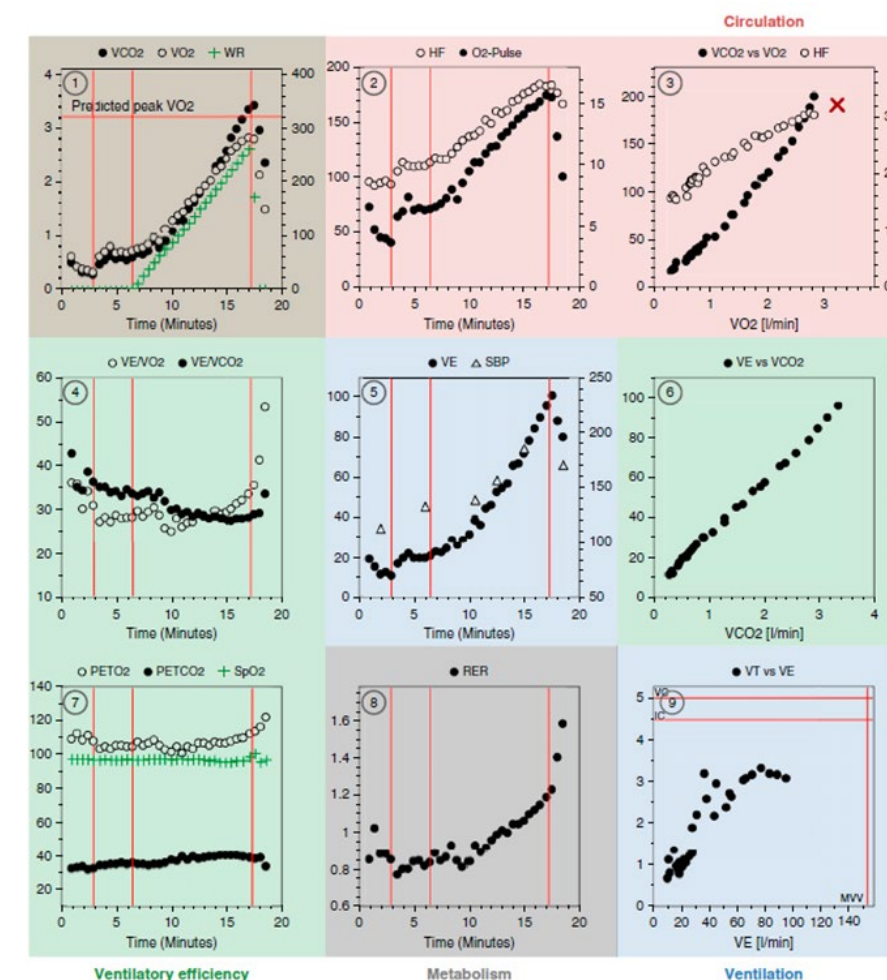 Circulation
VCO2 VO2 WR
4 400
1
Predicted peak VO2
3 300
2 200
1 100
0 0
0 5 10 15 20
Time (Minutes)
HF O2-Pulse
200
2
150 15
100 10
50 5
0 0
0 5 10 15 20
Time (Minutes)
VCO2 vs VO2 HF
3
200
150
100
50
0
0 1 2 3
VO2 [l/min]
VE/VO2 VE/VCO2
60
4
50
40
30
20
10
0 5 10 15 20
Time (Minutes)
VE SBP
250
5
100
80 200
60 150
40
20 100
0 50
0 5 10 15 20
Time (Minutes)
VE vs VCO2
6
100
80
60
40
20
0
0 1 2 3 4
VCO2 [l/min]
PETO2 PETCO2 SpO2
140
7
120
100
80
60
40
20
0 5 10 15 20
Time (Minutes)
RER
8
1.6
1.4
1.2
1
0.8
0.6
0 5 10 15 20
Time (Minutes)
VT vs VE
5 VC
9
IC
4
3
2
1
0
MVV
0 20 40 60 80 100 120 140
VE [l/min]
Ventilatory efficiency
Metabolism
Ventilation